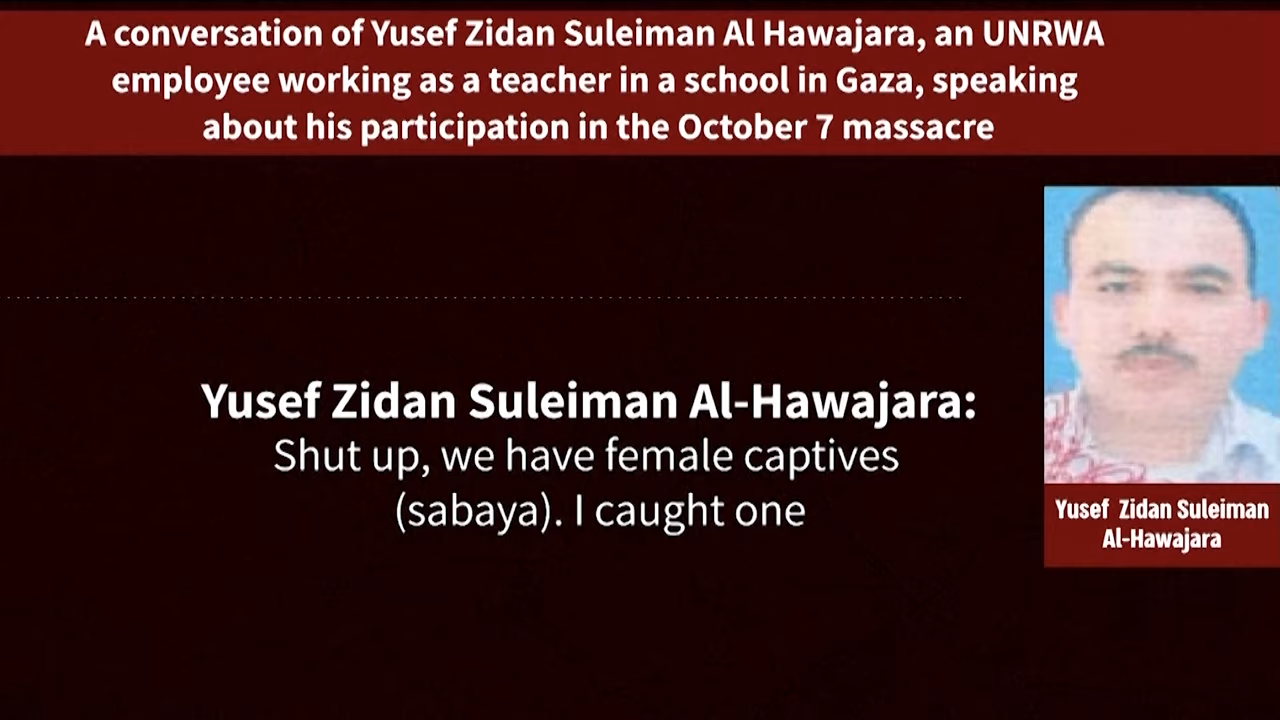 A conversation of Yusef Zidan Suleiman Al Hawajara, an UNRWA
employee working as a teacher in a school in Gaza, speaking
about his participation in the October 7 massacre
Yusef Zidan Suleiman Al-Hawajara:
Shut up, we have female captives
(sabaya). I caught one
Yusef Zidan Suleiman
Al-Hawajara